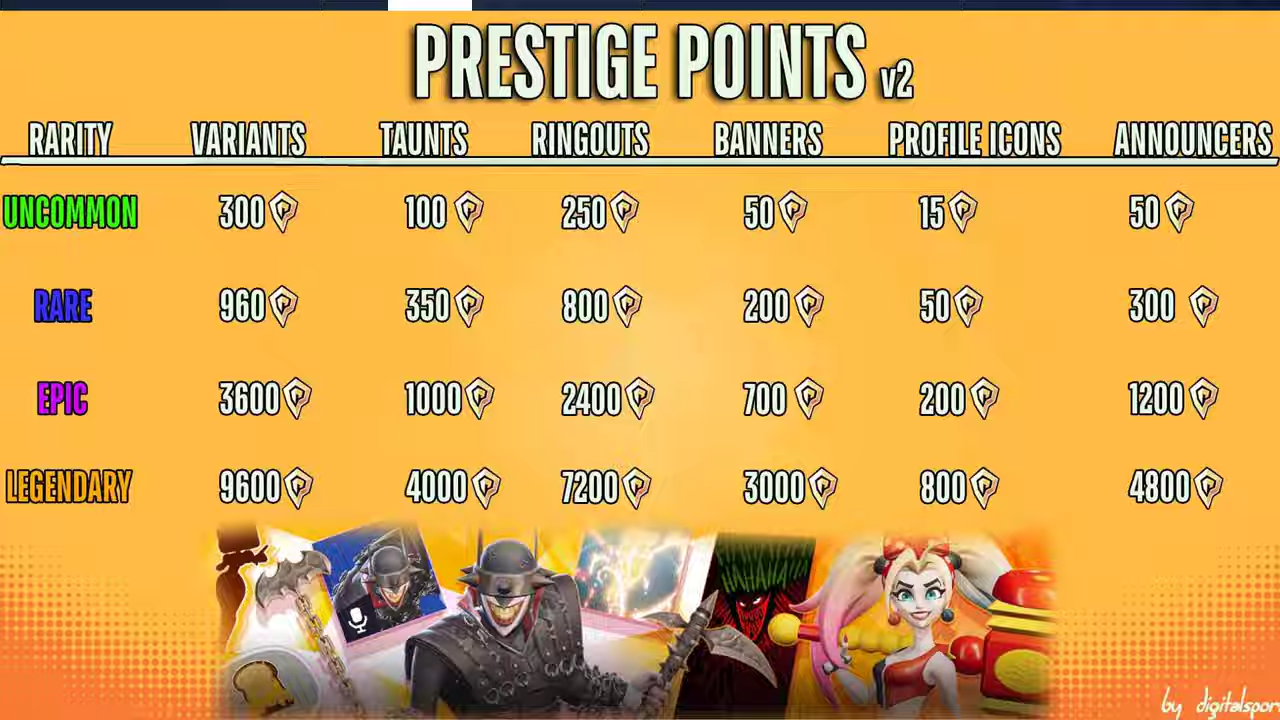 PRESTIGE POINTS v2
RARITY VARIANTS TAUNTS RINGOUTS BANNERS PROFILE ICONS ANNOUNCERS
UNCOMMON 300 100 250 50 15 50
RARE 960 350 800 200 50 300
EPIC 3600 1000 2400 700 200 1200
LEGENDARY 9600 4000 7200 3000 800 4800
by digitalspor